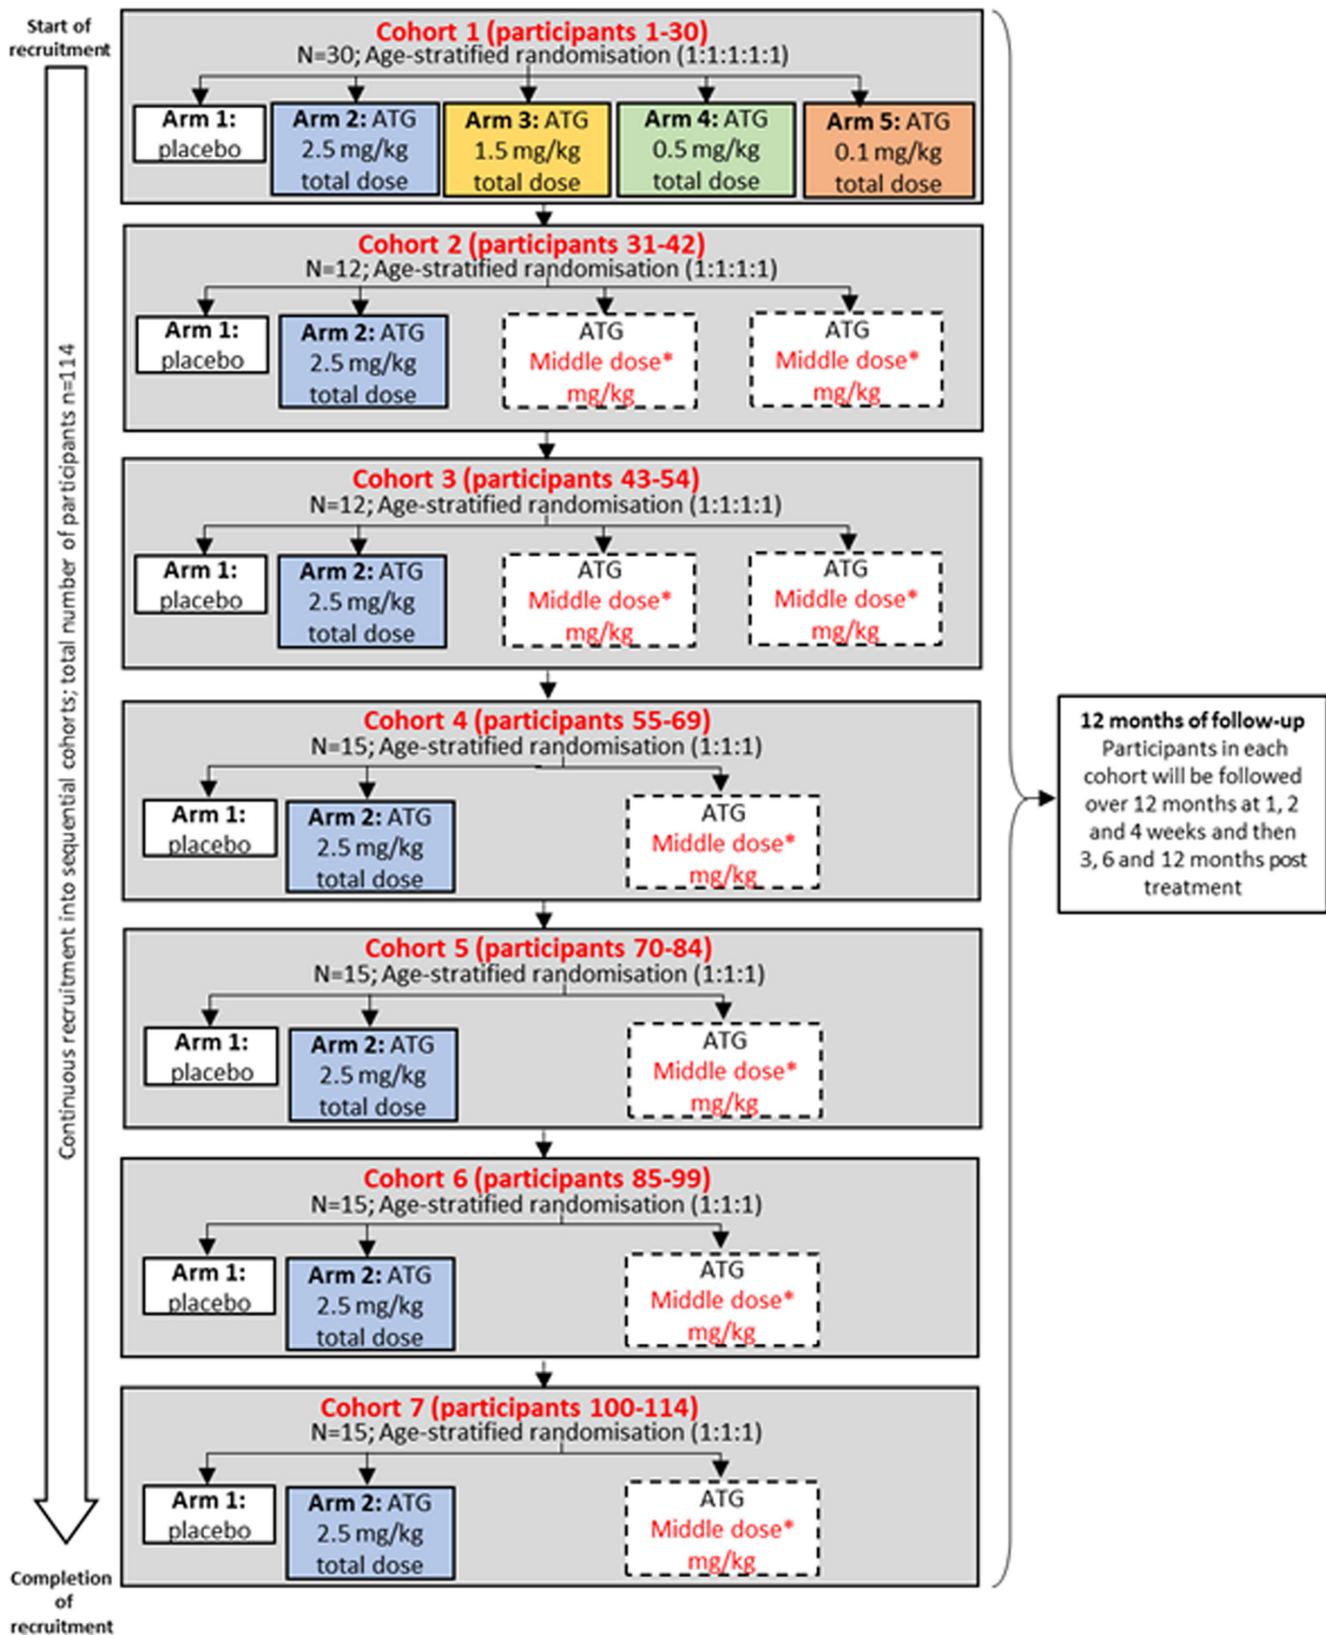 Start of
recruitment
Continuous recruitment into sequential cohorts; total number of participants n=114
Completion
of
recruitment
Cohort 1 (participants 1-30)
N=30; Age-stratified randomisation (1:1:1:1:1)
Arm 1:
placebo
Arm 2: ATG
2.5 mg/kg
total dose
Arm 3: ATG
1.5 mg/kg
total dose
Arm 4: ATG
0.5 mg/kg
total dose
Arm 5: ATG
0.1 mg/kg
total dose
Cohort 2 (participants 31-42)
N=12; Age-stratified randomisation (1:1:1:1)
Arm 1:
placebo
Arm 2: ATG
2.5 mg/kg
total dose
ATG
Middle dose*
mg/kg
ATG
Middle dose*
mg/kg
Cohort 3 (participants 43-54)
N=12; Age-stratified randomisation (1:1:1:1)
Arm 1:
placebo
Arm 2: ATG
2.5 mg/kg
total dose
ATG
Middle dose*
mg/kg
ATG
Middle dose*
mg/kg
Cohort 4 (participants 55-69)
N=15; Age-stratified randomisation (1:1:1)
Arm 1:
placebo
Arm 2: ATG
2.5 mg/kg
total dose
ATG
Middle dose*
mg/kg
Cohort 5 (participants 70-84)
N=15; Age-stratified randomisation (1:1:1)
Arm 1:
placebo
Arm 2: ATG
2.5 mg/kg
total dose
ATG
Middle dose*
mg/kg
Cohort 6 (participants 85-99)
N=15; Age-stratified randomisation (1:1:1)
Arm 1:
placebo
Arm 2: ATG
2.5 mg/kg
total dose
ATG
Middle dose*
mg/kg
Cohort 7 (participants 100-114)
N=15; Age-stratified randomisation (1:1:1)
Arm 1:
placebo
Arm 2: ATG
2.5 mg/kg
total dose
ATG
Middle dose*
mg/kg
12 months of follow-up
Participants in each
cohort will be followed
over 12 months at 1, 2
and 4 weeks and then
3, 6 and 12 months post
treatment